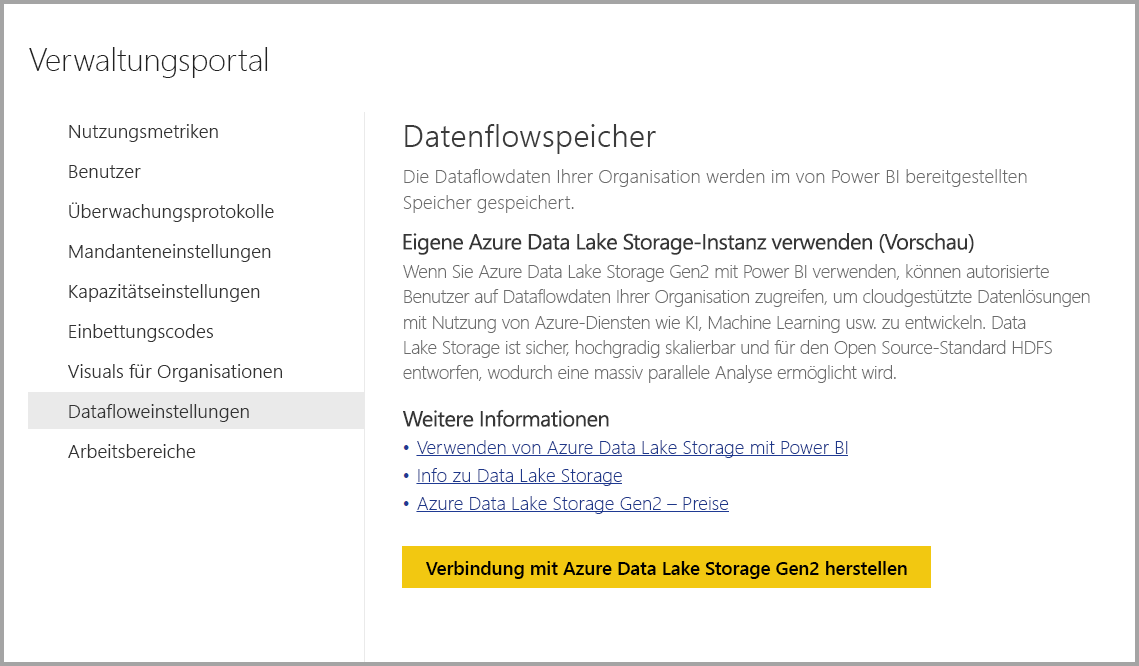 Verwaltungsportal
Nutzungsmetriken
Benutzer
Überwachungsprotokolle
Mandanteneinstellungen
Kapazitätseinstellungen
Einbettungscodes
Visuals für Organisationen
Datafloweinstellungen
Arbeitsbereiche
Datenflowspeicher
Die Dataflowdaten Ihrer Organisation werden im von Power BI bereitgestellten
Speicher gespeichert.
Eigene Azure Data Lake Storage-Instanz verwenden (Vorschau)
Wenn Sie Azure Data Lake Storage Gen2 mit Power BI verwenden, können autorisierte
Benutzer auf Dataflowdaten Ihrer Organisation zugreifen, um cloudgestützte Datenlösungen
mit Nutzung von Azure-Diensten wie KI, Machine Learning usw. zu entwickeln. Data
Lake Storage ist sicher, hochgradig skalierbar und für den Open Source-Standard HDFS
entworfen, wodurch eine massiv parallele Analyse ermöglicht wird.
Weitere Informationen
• Verwenden von Azure Data Lake Storage mit Power BI
• Info zu Data Lake Storage
• Azure Data Lake Storage Gen2 – Preise
Verbindung mit Azure Data Lake Storage Gen2 herstellen